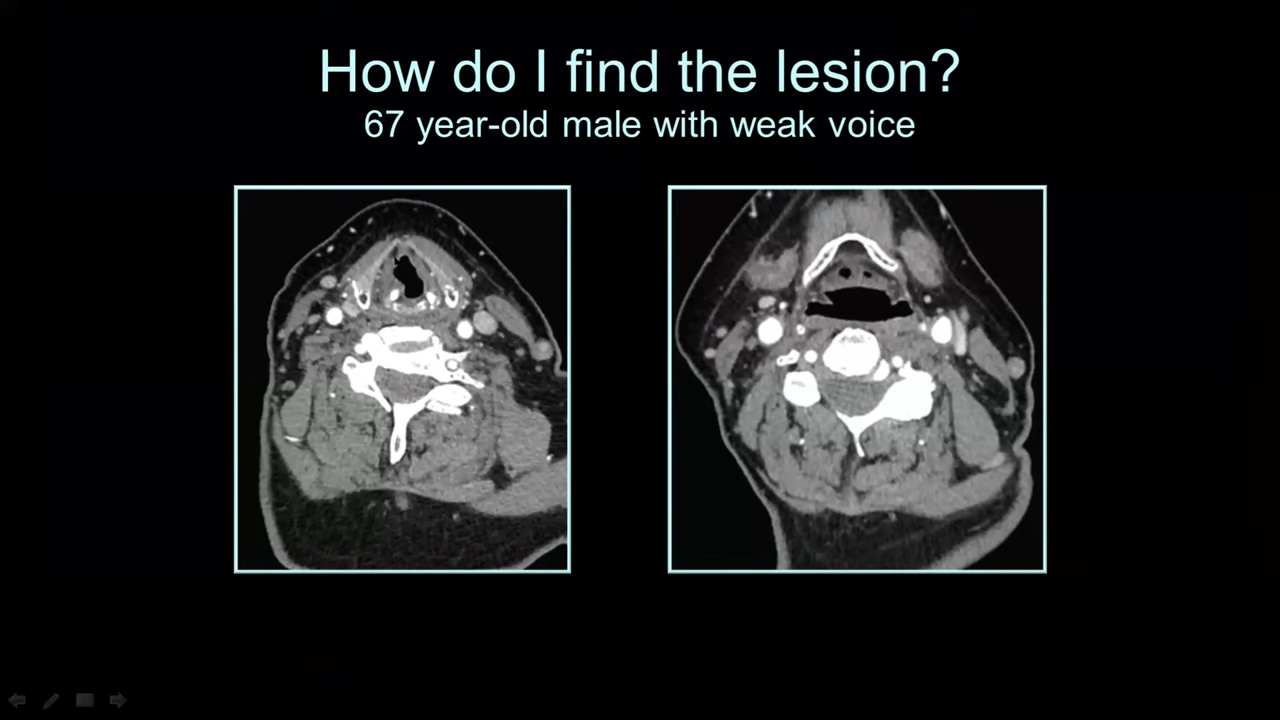 How do I find the lesion?
67 year-old male with weak voice